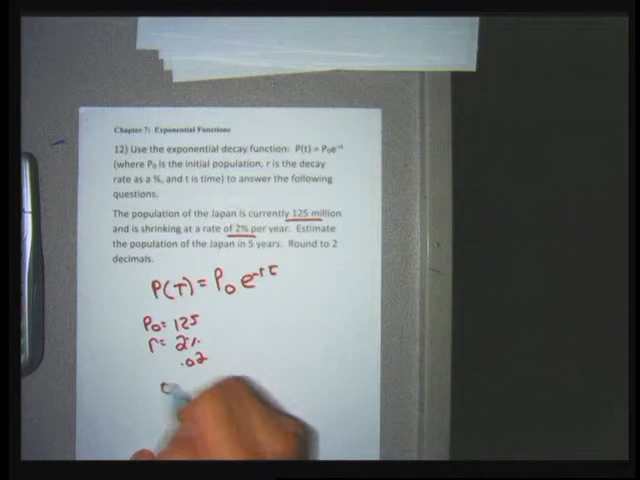 Chapter 7: Exponential Functions
12) Use the exponential decay function: P(t) = P₀e⁻ʳᵗ
(where P₀ is the initial population, r is the decay
rate as a %, and t is time) to answer the following
questions.
The population of the Japan is currently 125 million
and is shrinking at a rate of 2% per year. Estimate
the population of the Japan in 5 years. Round to 2
decimals.
P(T) = P₀ e⁻ʳᵗ
P₀ = 125
r = 2%
.02